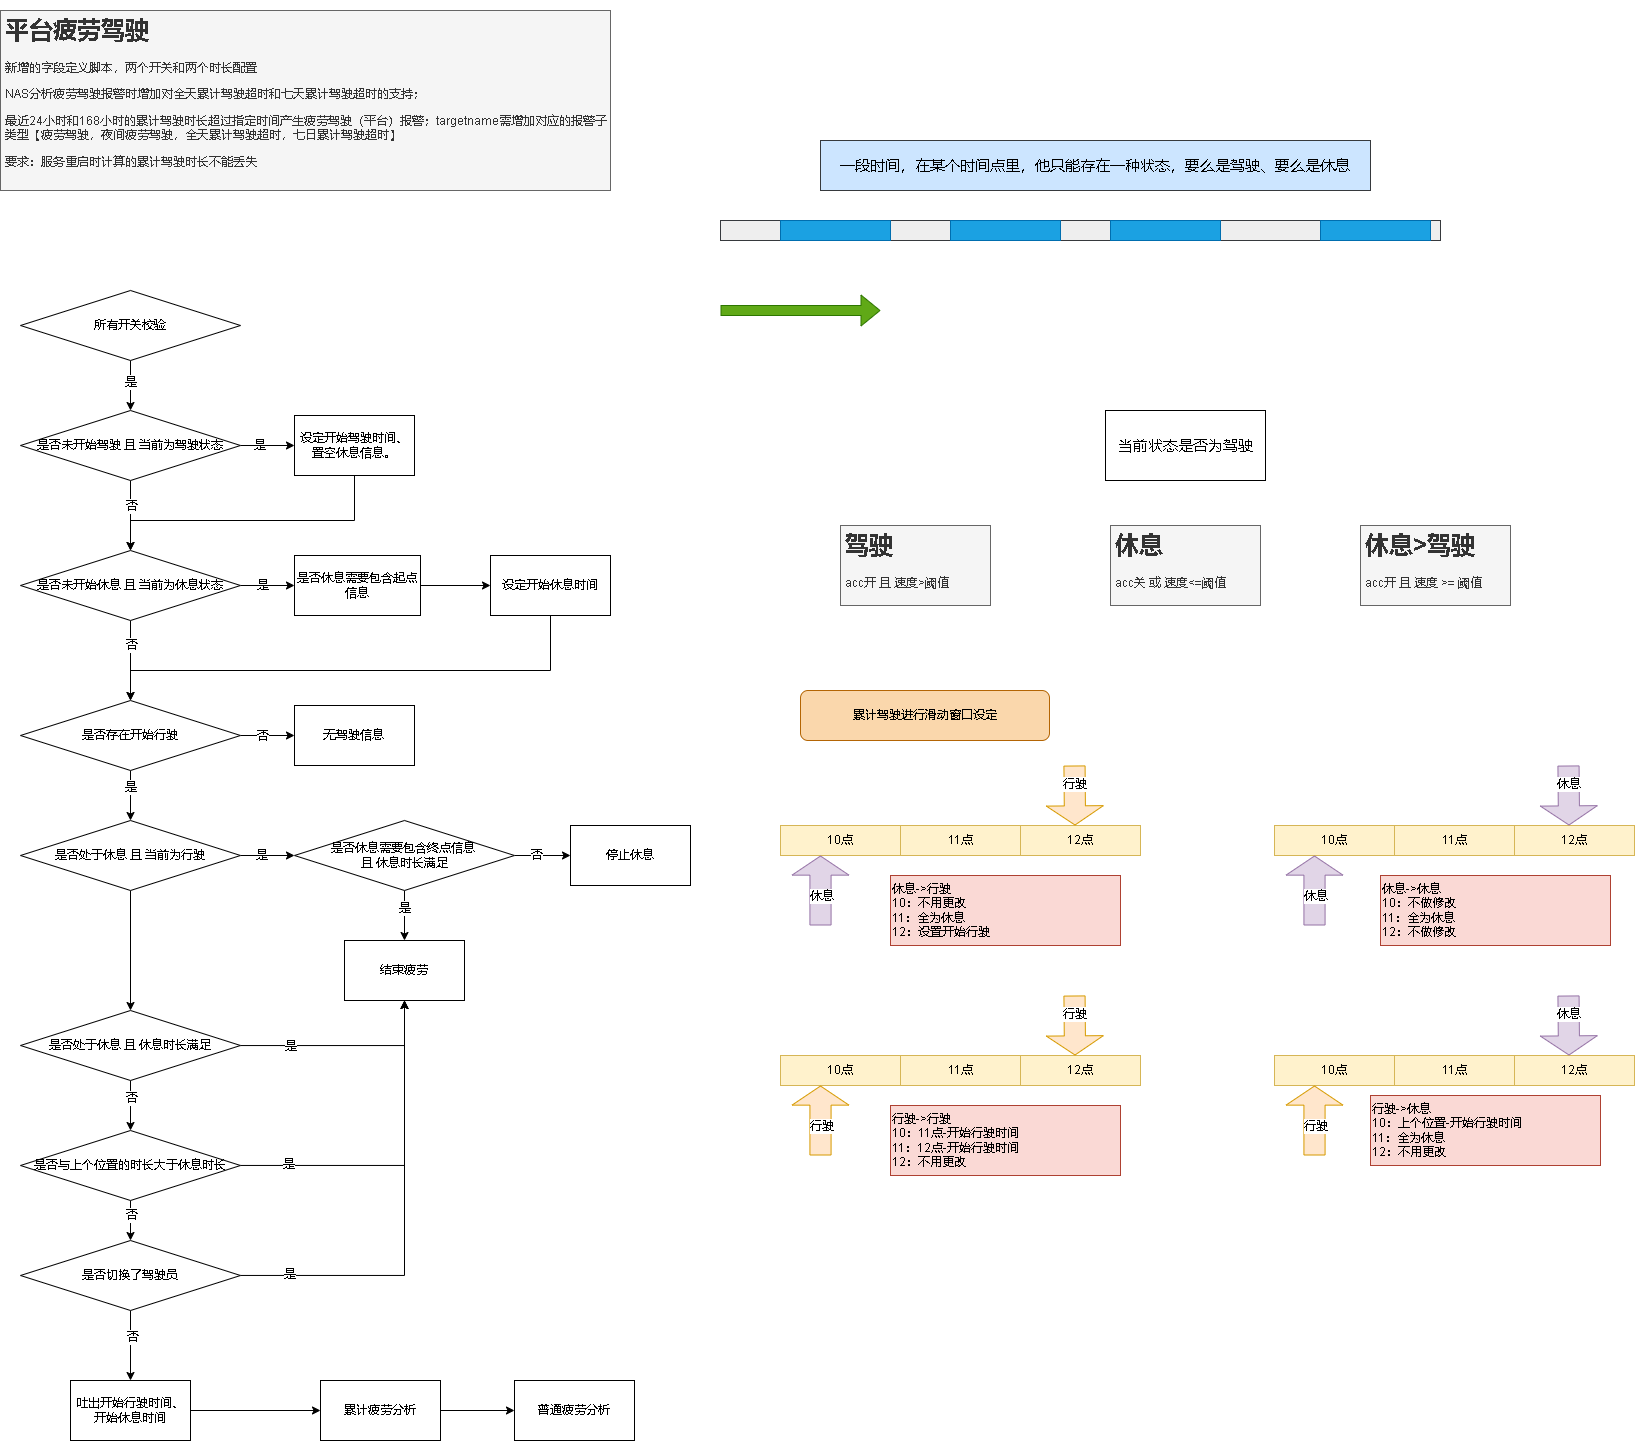 平台疲劳驾驶
新增的字段定义脚本，两个开关和两个时长配置
NAS分析疲劳驾驶报警时增加对全天累计驾驶超时和七天累计驾驶超时的支持；
最近24小时和168小时的累计驾驶时长超过指定时间产生疲劳驾驶（平台）报警；targetname需增加对应的报警子
类型【疲劳驾驶，夜间疲劳驾驶，全天累计驾驶超时，七日累计驾驶超时】
要求：服务重启时计算的累计驾驶时长不能丢失
一段时间，在某个时间点里，他只能存在一种状态，要么是驾驶、要么是休息
所有开关校验
是
是否未开始驾驶 且 当前为驾驶状态
是
设定开始驾驶时间、
置空休息信息。
否
是否未开始休息 且 当前为休息状态
是
是否休息需要包含起点
信息
设定开始休息时间
否
是否存在开始行驶
否
无驾驶信息
是
是否处于休息 且 当前为行驶
是
是否休息需要包含终点信息
且 休息时长满足
否
停止休息
是
结束疲劳
是否处于休息 且 休息时长满足
是
否
是否与上个位置的时长大于休息时长
是
否
是否切换了驾驶员
是
否
吐出开始行驶时间、
开始休息时间
累计疲劳分析
普通疲劳分析
当前状态是否为驾驶
驾驶
acc开 且 速度>阈值
休息
acc关 或 速度<=阈值
休息>驾驶
acc开 且 速度 >= 阈值
累计驾驶进行滑动窗口设定
行驶
10点
11点
12点
休息
休息->行驶
10：不用更改
11：全为休息
12：设置开始行驶
休息
10点
11点
12点
休息
休息->休息
10：不做修改
11：全为休息
12：不做修改
行驶
10点
11点
12点
行驶
行驶->行驶
10：11点-开始行驶时间
11：12点-开始行驶时间
12：不用更改
休息
10点
11点
12点
行驶
行驶->休息
10：上个位置-开始行驶时间
11：全为休息
12：不用更改